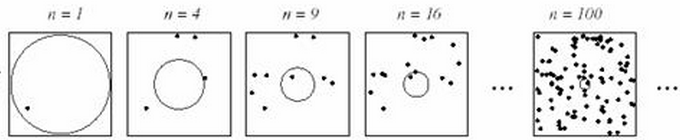 n = 1 n = 4 n = 9 n = 16 n = 100
... ...